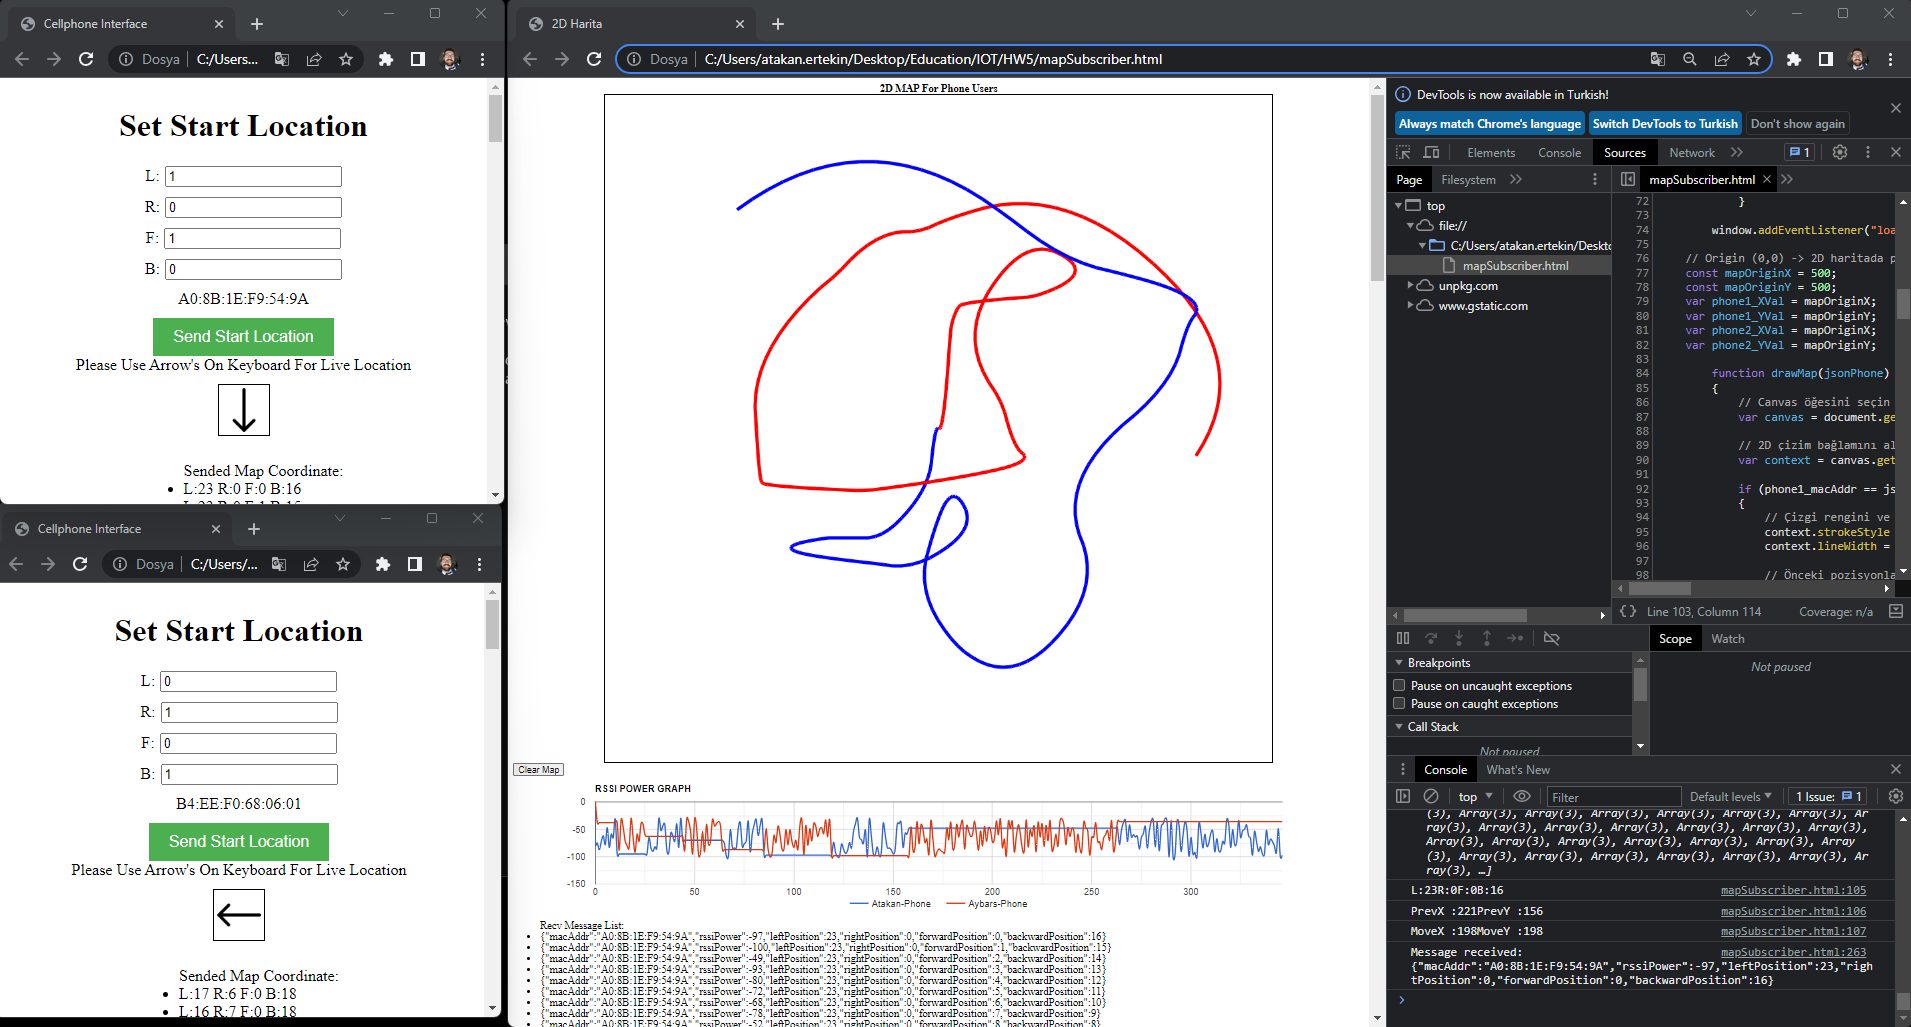 Cellphone Interface
Dosya
C:/Users...
Set Start Location
L: 1
R: 0
F: 1
B: 0
A0:8B:1E:F9:54:9A
Send Start Location
Please Use Arrow's On Keyboard For Live Location
Sended Map Coordinate:
L:23 R:0 F:0 B:16
Cellphone Interface
Dosya
C:/Users/...
Set Start Location
L: 0
R: 1
F: 0
B: 1
B4:EE:F0:68:06:01
Send Start Location
Please Use Arrow's On Keyboard For Live Location
Sended Map Coordinate:
L:17 R:6 F:0 B:18
L:16 R:7 F:0 B:18
2D Harita
Dosya
C:/Users/atakan.ertekin/Desktop/Education/IOT/HW5/mapSubscriber.html
2D MAP For Phone Users
Clear Map
RSSI POWER GRAPH
0
-50
-100
-150
0 50 100 150 200 250 300
Atakan-Phone Aybars-Phone
Recv Message List:
{"macAddr":"A0:8B:1E:F9:54:9A","rssiPower":-97,"leftPosition":23,"rightPosition":0,"forwardPosition":0,"backwardPosition":16}
{"macAddr":"A0:8B:1E:F9:54:9A","rssiPower":-100,"leftPosition":23,"rightPosition":0,"forwardPosition":1,"backwardPosition":15}
{"macAddr":"A0:8B:1E:F9:54:9A","rssiPower":-49,"leftPosition":23,"rightPosition":0,"forwardPosition":2,"backwardPosition":14}
{"macAddr":"A0:8B:1E:F9:54:9A","rssiPower":-93,"leftPosition":23,"rightPosition":0,"forwardPosition":3,"backwardPosition":13}
{"macAddr":"A0:8B:1E:F9:54:9A","rssiPower":-80,"leftPosition":23,"rightPosition":0,"forwardPosition":4,"backwardPosition":12}
{"macAddr":"A0:8B:1E:F9:54:9A","rssiPower":-72,"leftPosition":23,"rightPosition":0,"forwardPosition":5,"backwardPosition":11}
{"macAddr":"A0:8B:1E:F9:54:9A","rssiPower":-68,"leftPosition":23,"rightPosition":0,"forwardPosition":6,"backwardPosition":10}
{"macAddr":"A0:8B:1E:F9:54:9A","rssiPower":-78,"leftPosition":23,"rightPosition":0,"forwardPosition":7,"backwardPosition":9}
{"macAddr":"A0:8B:1E:F9:54:9A","rssiPower":-52,"leftPosition":23,"rightPosition":0,"forwardPosition":8,"backwardPosition":8}
DevTools is now available in Turkish!
Always match Chrome's language Switch DevTools to Turkish Don't show again
Elements Console Sources Network 1
Page Filesystem
mapSubscriber.html
top
file://
C:/Users/atakan.ertekin/Deskto
mapSubscriber.html
unpkg.com
www.gstatic.com
72 }
73
74 window.addEventListener("loa
75
76 // Origin (0,0) -> 2D haritada p
77 const mapOriginX = 500;
78 const mapOriginY = 500;
79 var phone1_XVal = mapOriginX;
80 var phone1_YVal = mapOriginY;
81 var phone2_XVal = mapOriginX;
82 var phone2_YVal = mapOriginY;
83
84 function drawMap(jsonPhone)
85 {
86 // Canvas öğesini seçin
87 var canvas = document.ge
88
89 // 2D çizim bağlamını al
90 var context = canvas.get
91
92 if (phone1_macAddr == js
93 {
94 // Çizgi rengini ve
95 context.strokeStyle
96 context.lineWidth =
97
98 // Önceki pozisyonla
{} Line 103, Column 114 Coverage: n/a
Scope Watch
Not paused
Breakpoints
Pause on uncaught exceptions
Pause on caught exceptions
Call Stack
Not paused
Console What's New
top Filter Default levels 1 Issue: 1
(3), Array(3), Array(3), Array(3), Array(3), Array(3), Ar
ray(3), Array(3), Array(3), Array(3), Array(3), Array(3),
Array(3), Array(3), Array(3), Array(3), Array(3), Array
(3), Array(3), Array(3), Array(3), Array(3), Array(3), Ar
ray(3), …]
L:23R:0F:0B:16 mapSubscriber.html:105
PrevX :221PrevY :156 mapSubscriber.html:106
MoveX :198MoveY :198 mapSubscriber.html:107
Message received: mapSubscriber.html:263
{"macAddr":"A0:8B:1E:F9:54:9A","rssiPower":-97,"leftPosition":23,"righ
tPosition":0,"forwardPosition":0,"backwardPosition":16}